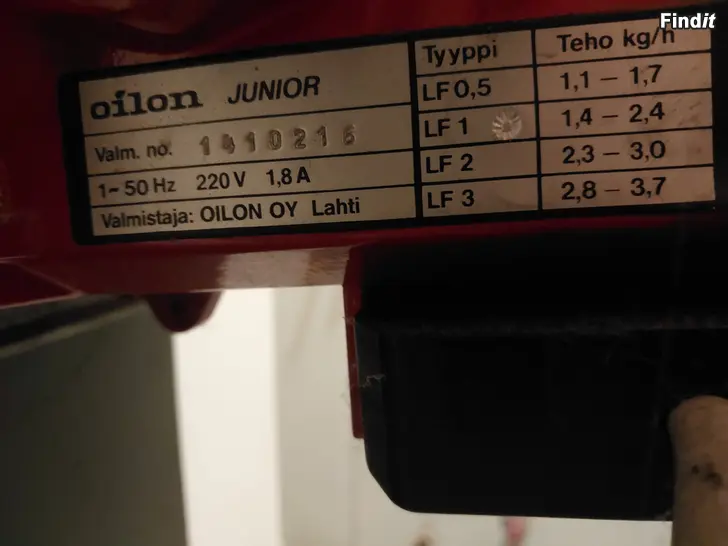 Findit
oilon JUNIOR
Valm. no. 1410216
1~ 50 Hz 220 V 1,8 A
Valmistaja: OILON OY Lahti
Tyyppi Teho kg/h
LF 0,5 1,1 – 1,7
LF 1 1,4 – 2,4
LF 2 2,3 – 3,0
LF 3 2,8 – 3,7